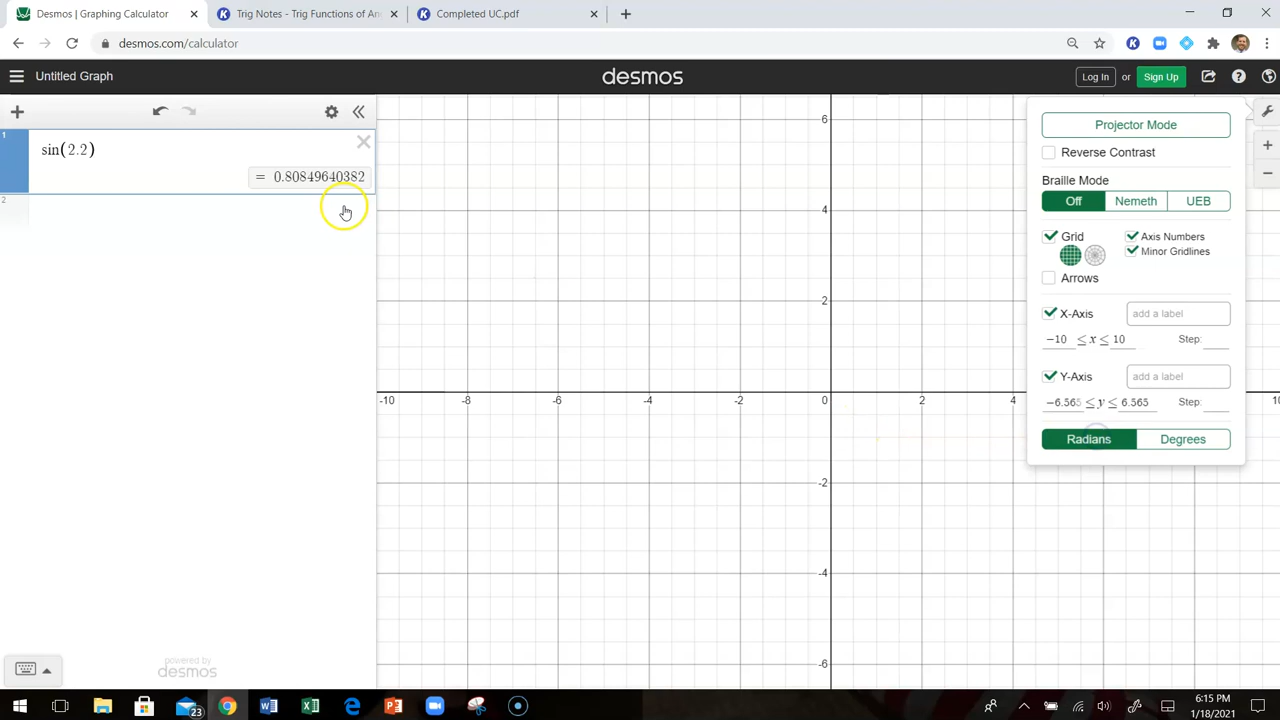 Desmos | Graphing Calculator
Trig Notes - Trig Functions of An
Completed UC.pdf
desmos.com/calculator
Untitled Graph
desmos
Log In or Sign Up
1
sin(2.2)
= 0.80849640382
2
Projector Mode
Reverse Contrast
Braille Mode
Off Nemeth UEB
Grid
Axis Numbers
Minor Gridlines
Arrows
X-Axis add a label
-10 ≤ x ≤ 10 Step:
Y-Axis add a label
-6.565 ≤ y ≤ 6.565 Step:
Radians Degrees
6
4
2
-10 -8 -6 -4 -2 0 2 4 10
-2
-4
-6
powered by
desmos
23
6:15 PM
1/18/2021